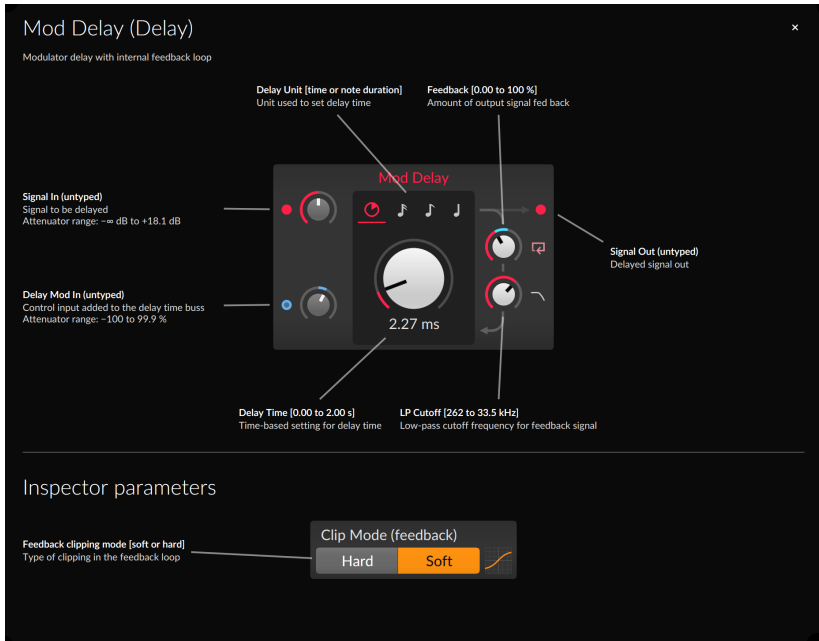 Mod Delay (Delay)
×
Modulator delay with internal feedback loop
Delay Unit [time or note duration]
Unit used to set delay time
Feedback [0.00 to 100 %]
Amount of output signal fed back
Mod Delay
Signal In (untyped)
Signal to be delayed
Attenuator range: −∞ dB to +18.1 dB
Signal Out (untyped)
Delayed signal out
Delay Mod In (untyped)
Control input added to the delay time buss
Attenuator range: −100 to 99.9 %
2.27 ms
Delay Time [0.00 to 2.00 s]
Time-based setting for delay time
LP Cutoff [262 to 33.5 kHz]
Low-pass cutoff frequency for feedback signal
Inspector parameters
Feedback clipping mode [soft or hard]
Type of clipping in the feedback loop
Clip Mode (feedback)
Hard
Soft